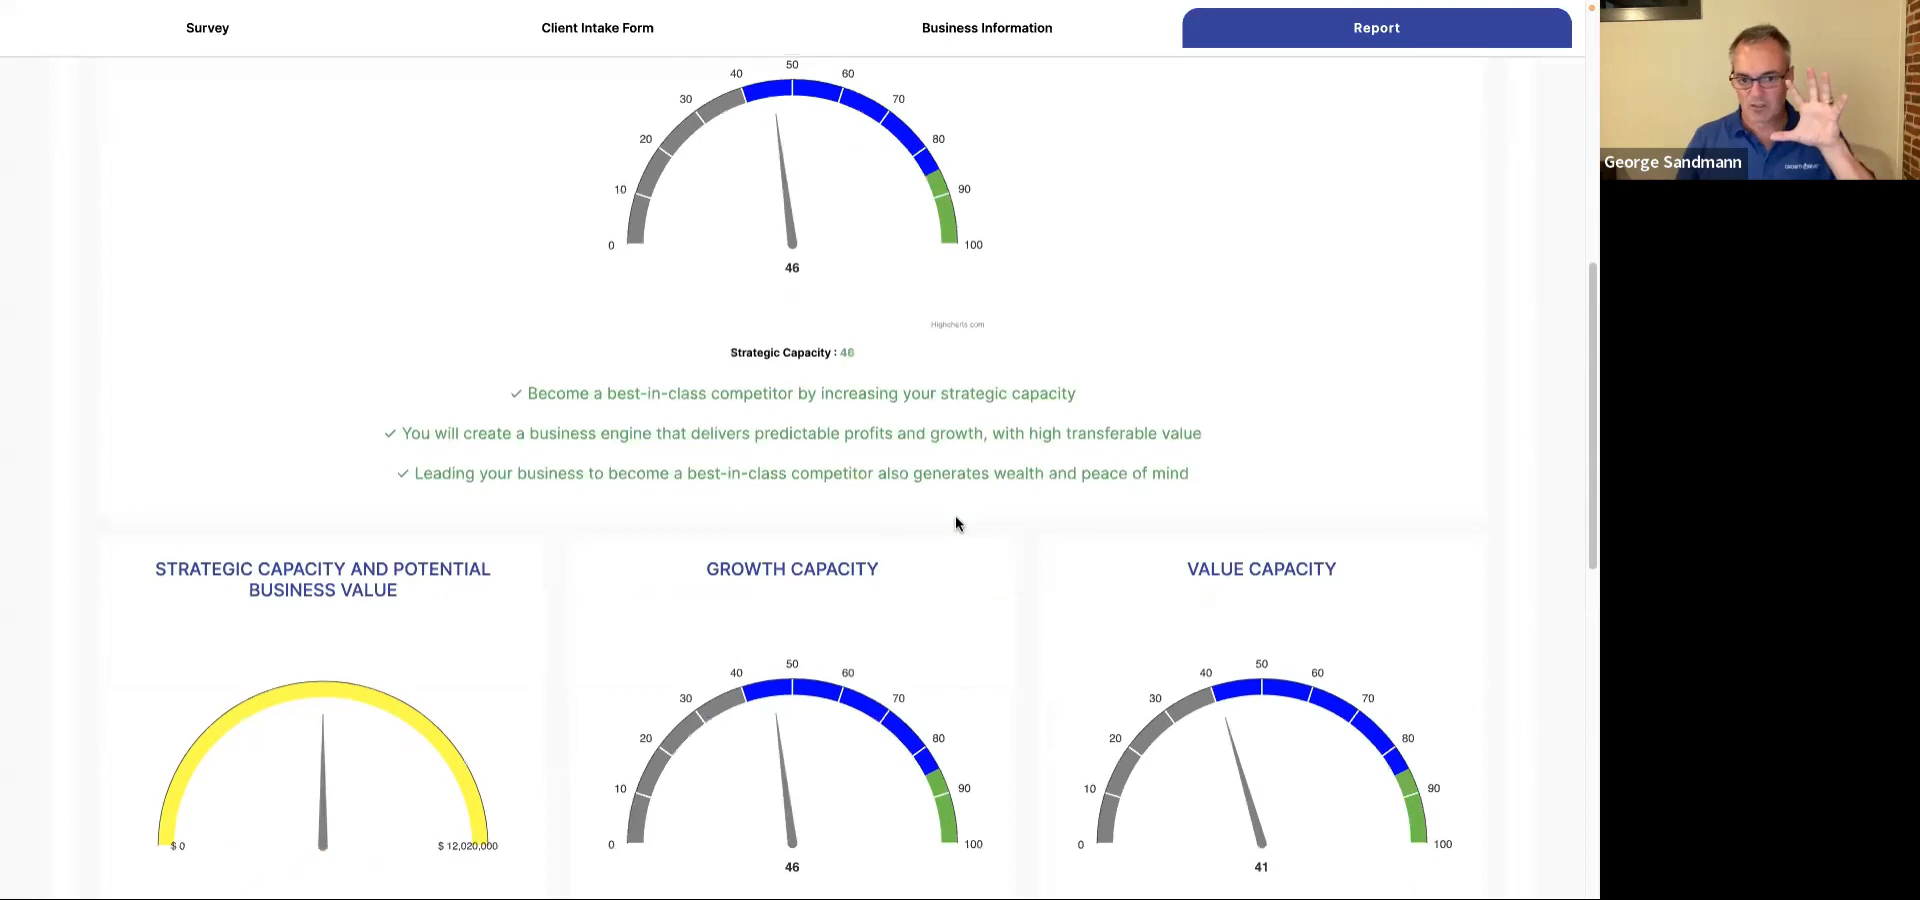 Survey
Client Intake Form
Business Information
Report
George Sandmann
0
10
20
30
40
50
60
70
80
90
100
46
Highcharts.com
Strategic Capacity : 46
✓ Become a best-in-class competitor by increasing your strategic capacity
✓ You will create a business engine that delivers predictable profits and growth, with high transferable value
✓ Leading your business to become a best-in-class competitor also generates wealth and peace of mind
STRATEGIC CAPACITY AND POTENTIAL
BUSINESS VALUE
$ 0
$ 12,020,000
GROWTH CAPACITY
0
10
20
30
40
50
60
70
80
90
100
46
VALUE CAPACITY
0
10
20
30
40
50
60
70
80
90
100
41